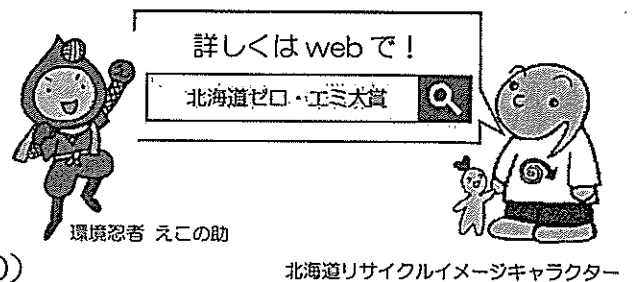 詳しくはwebで！
北海道ゼロ・エミ大賞
環境忍者 えこの助
0)
北海道リサイクルイメージキャラクター